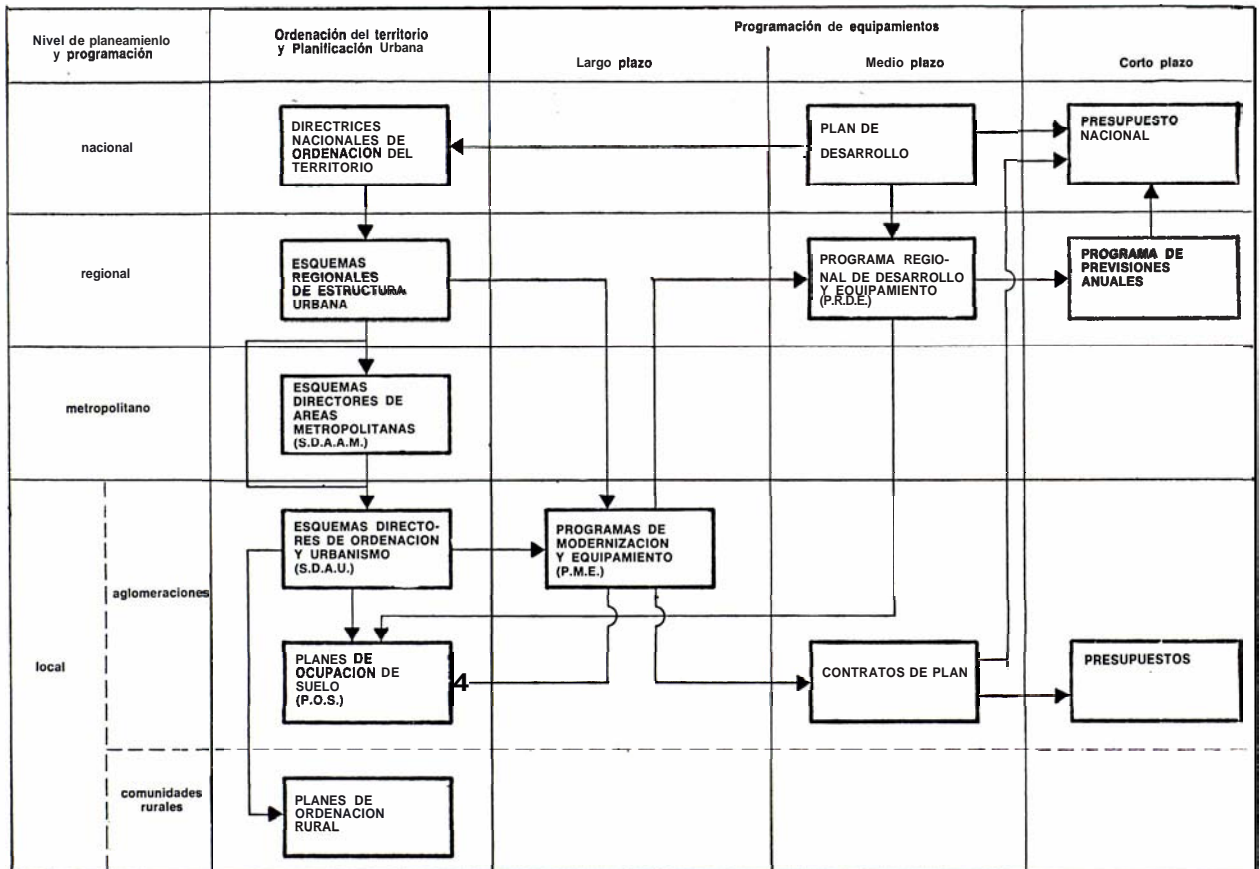 Nivel de planeamienlo
y programación
Ordenación del territorio
y Planificación Urbana
Programación de equipamientos
Largo plazo
Medio plazo
Corto plazo
nacional
DIRECTRICES
NACIONALES DE
ORDENACION DEL
TERRITORIO
PLAN DE
DESARROLLO
PRESUPUESTO
NACIONAL
regional
ESQUEMAS
REGIONALES
DE ESTRUCTURA
URBANA
PROGRAMA REGIO-
NAL DE DESARROLLO
Y EQUIPAMIENTO
(P.R.D.E.)
PROGRAMA DE
PREVISIONES
ANUALES
metropolitano
ESQUEMAS
DIRECTORES DE
AREAS
METROPOLITANAS
(S.D.A.A.M.)
local
aglomeraciones
ESQUEMAS DIRECTO-
RES DE ORDENACION
Y URBANISMO
(S.D.A.U.)
PROGRAMAS DE
MODERNIZACION
Y EQUIPAMIENTO
(P.M.E.)
PLANES DE
OCUPACION DE
SUELO
(P.O.S.)
4
CONTRATOS DE PLAN
PRESUPUESTOS
comunidades
rurales
PLANES DE
ORDENACION
RURAL